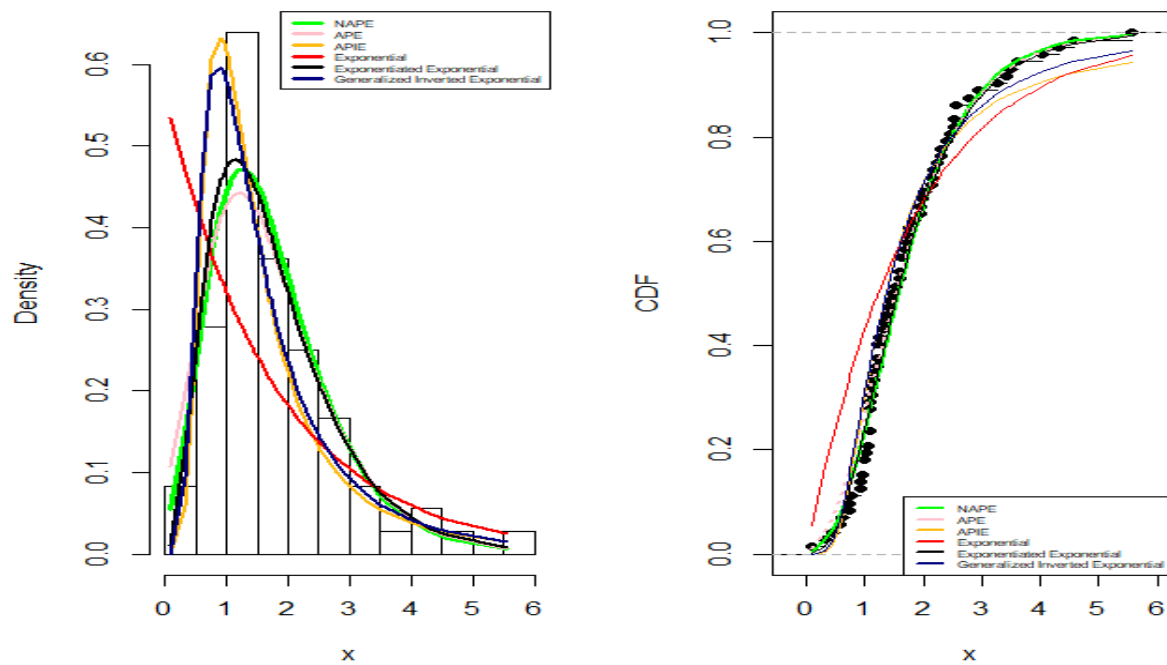 NAPE
APE
APIE
Exponential
Exponentiated Exponential
Generalized Inverted Exponential
Density
0.0
0.1
0.2
0.3
0.4
0.5
0.6
0 1 2 3 4 5 6
x
CDF
0.0
0.2
0.4
0.6
0.8
1.0
NAPE
APE
APIE
Exponential
Exponentiated Exponential
Generalized Inverted Exponential
0 1 2 3 4 5 6
x